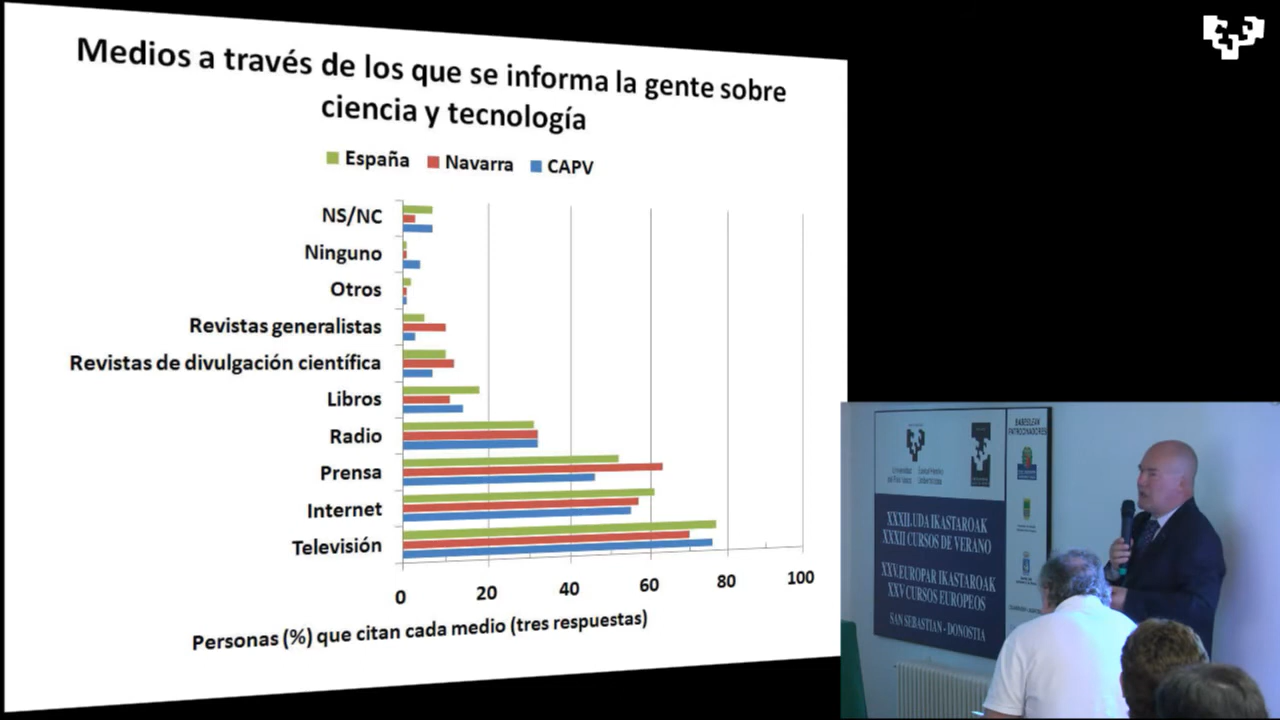 Medios a través de los que se informa la gente sobre
ciencia y tecnología
España Navarra CAPV
NS/NC
Ninguno
Otros
Revistas generalistas
Revistas de divulgación científica
Libros
Radio
Prensa
Internet
Televisión
0 20 40 60 80 100
Personas (%) que citan cada medio (tres respuestas)
XXXII. UDA IKASTAROAK
XXXII CURSOS DE VERANO
XXV. EUROPAR IKASTAROAK
XXV CURSOS EUROPEOS
SAN SEBASTIAN - DONOSTIA
BABESLEAK
PATROCINADORES